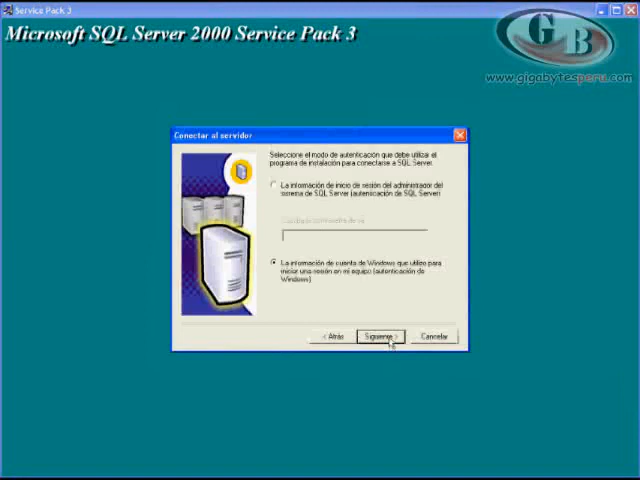 Service Pack 3
Microsoft SQL Server 2000 Service Pack 3
GB
www.gigabytesperu.com
Conectar al servidor
Seleccione el modo de autenticación que debe utilizar el
programa de instalación para conectarse a SQL Server.
La información de inicio de sesión del administrador del
sistema de SQL Server (autenticación de SQL Server)
La información de cuenta de Windows que utilizo para
iniciar una sesión en mi equipo (autenticación de
Windows)
< Atrás
Siguiente >
Cancelar